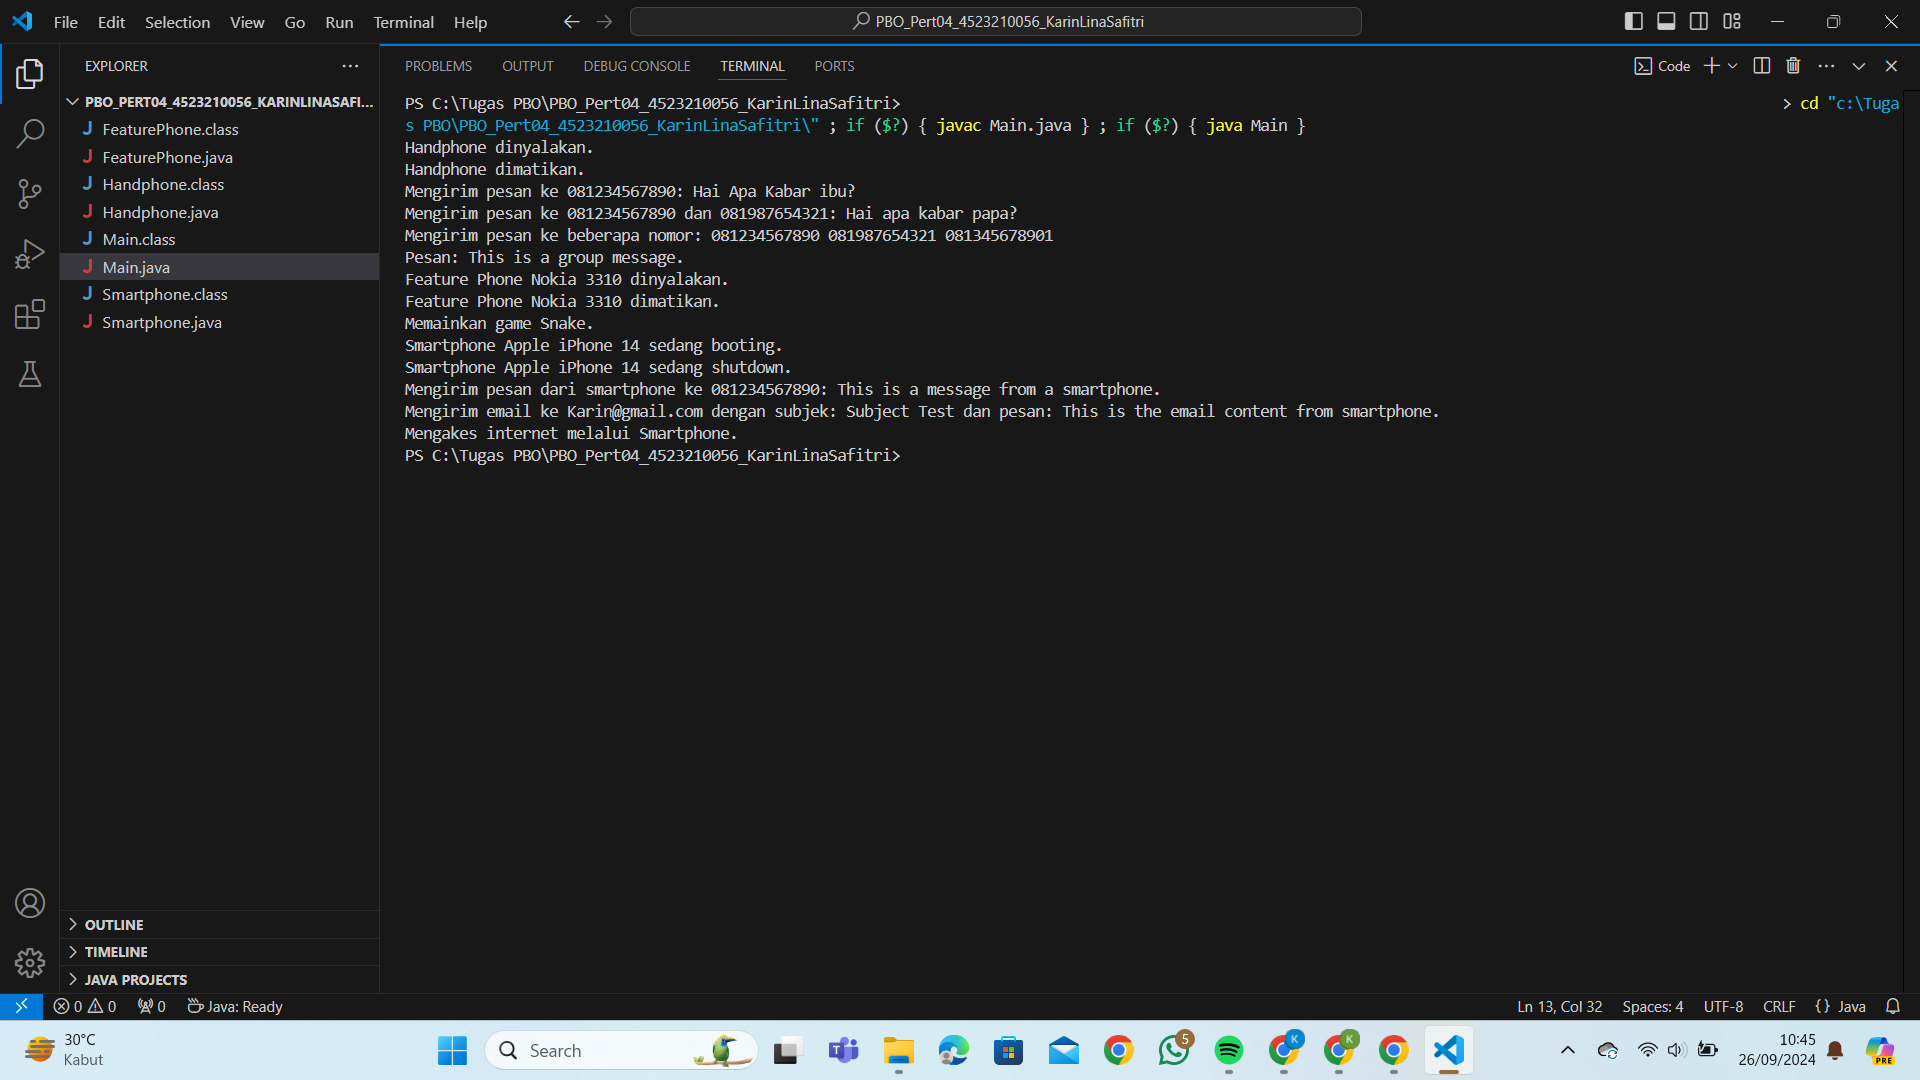 File Edit Selection View Go Run Terminal Help
PBO_Pert04_4523210056_KarinLinaSafitri
EXPLORER
PROBLEMS OUTPUT DEBUG CONSOLE TERMINAL PORTS
Code
PBO_PERT04_4523210056_KARINLINASAFI...
FeaturePhone.class
FeaturePhone.java
Handphone.class
Handphone.java
Main.class
Main.java
Smartphone.class
Smartphone.java
PS C:\Tugas PBO\PBO_Pert04_4523210056_KarinLinaSafitri> > cd "c:\Tuga
s PBO\PBO_Pert04_4523210056_KarinLinaSafitri\" ; if ($?) { javac Main.java } ; if ($?) { java Main }
Handphone dinyalakan.
Handphone dimatikan.
Mengirim pesan ke 081234567890: Hai Apa Kabar ibu?
Mengirim pesan ke 081234567890 dan 081987654321: Hai apa kabar papa?
Mengirim pesan ke beberapa nomor: 081234567890 081987654321 081345678901
Pesan: This is a group message.
Feature Phone Nokia 3310 dinyalakan.
Feature Phone Nokia 3310 dimatikan.
Memainkan game Snake.
Smartphone Apple iPhone 14 sedang booting.
Smartphone Apple iPhone 14 sedang shutdown.
Mengirim pesan dari smartphone ke 081234567890: This is a message from a smartphone.
Mengirim email ke Karin@gmail.com dengan subjek: Subject Test dan pesan: This is the email content from smartphone.
Mengakes internet melalui Smartphone.
PS C:\Tugas PBO\PBO_Pert04_4523210056_KarinLinaSafitri>
OUTLINE
TIMELINE
JAVA PROJECTS
0 0 0 Java: Ready
Ln 13, Col 32 Spaces: 4 UTF-8 CRLF {} Java
30°C
Kabut
Search
T
5
K
K
10:45
26/09/2024
PRE